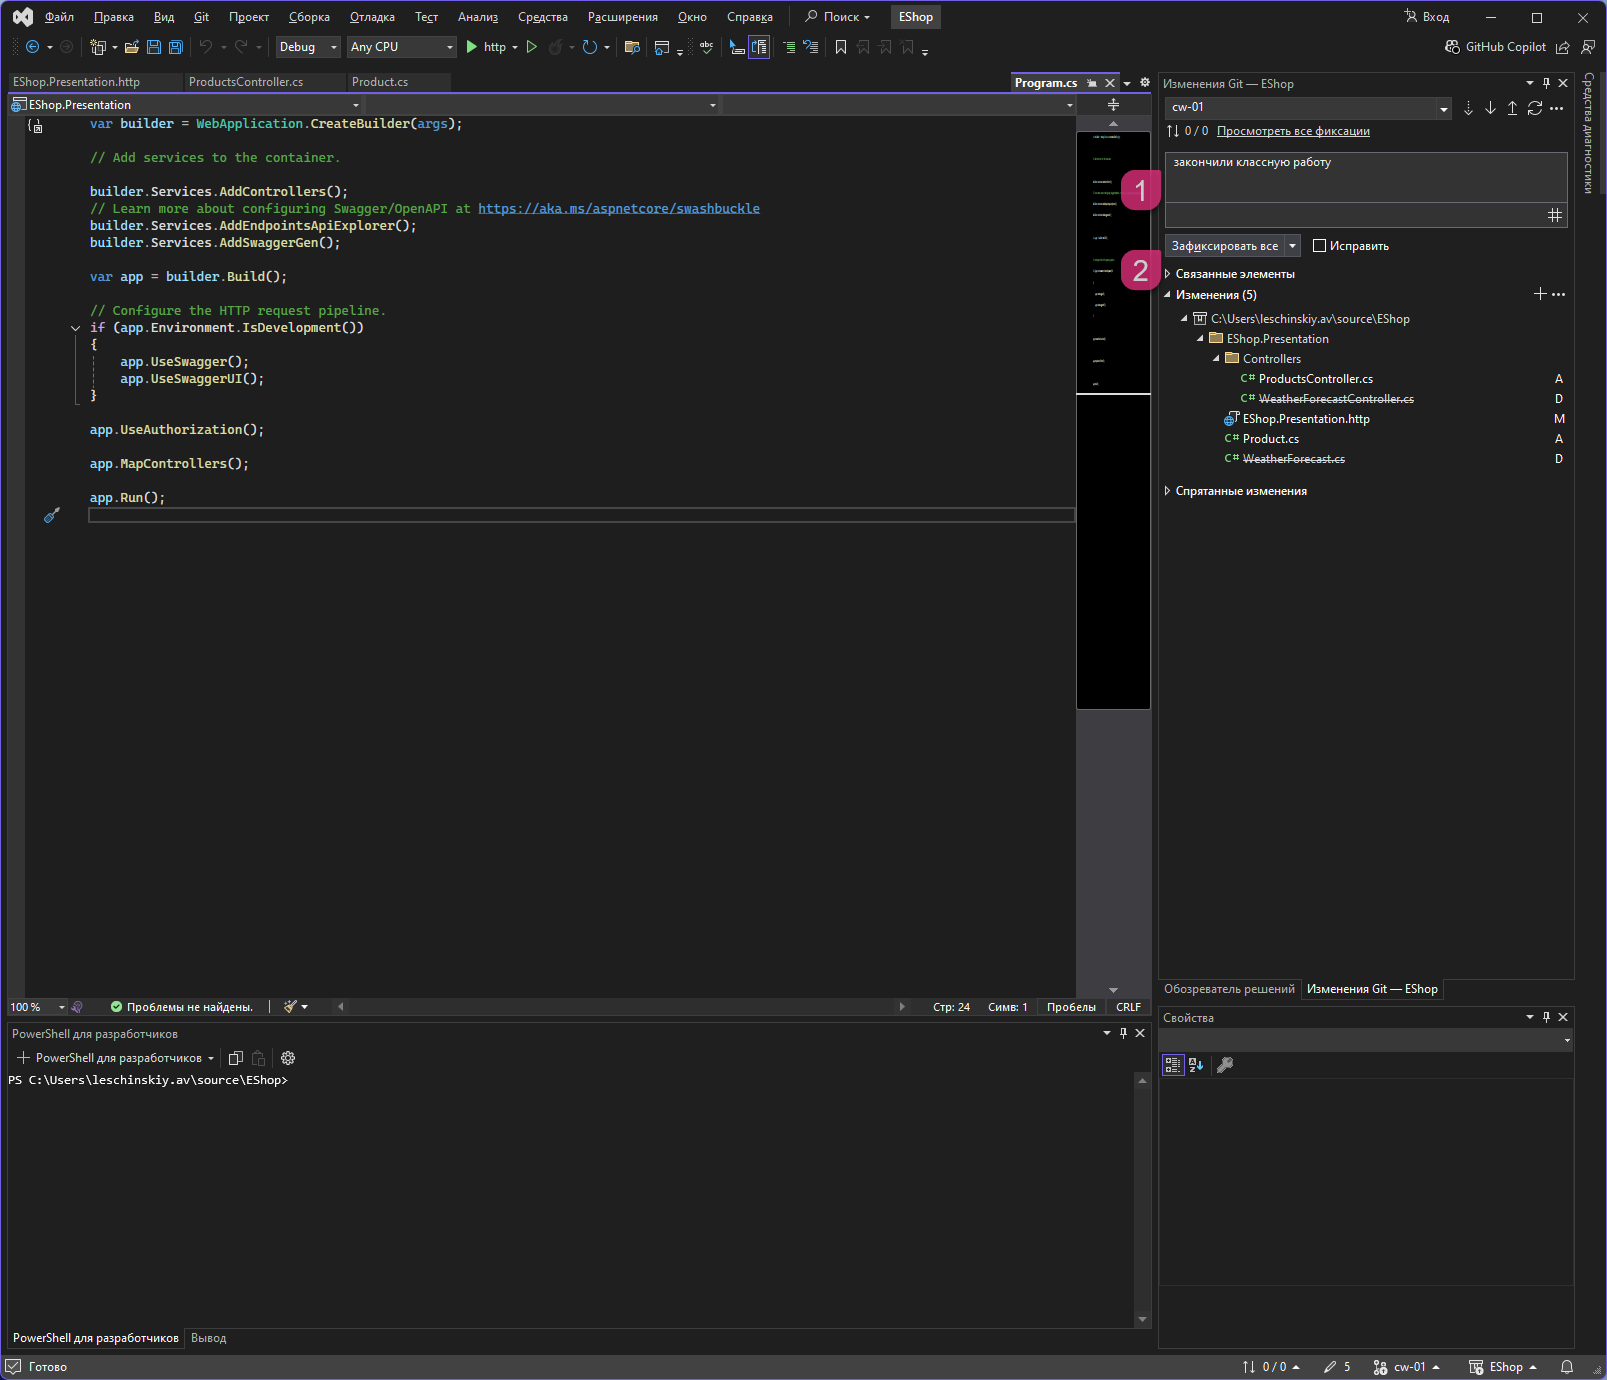 Файл Правка Вид Git Проект Сборка Отладка Тест Анализ Средства Расширения Окно Справка Поиск EShop Вход
Debug Any CPU http abc GitHub Copilot
EShop.Presentation.http ProductsController.cs Product.cs Program.cs
EShop.Presentation
var builder = WebApplication.CreateBuilder(args);
// Add services to the container.
builder.Services.AddControllers();
// Learn more about configuring Swagger/OpenAPI at https://aka.ms/aspnetcore/swashbuckle
builder.Services.AddEndpointsApiExplorer();
builder.Services.AddSwaggerGen();
var app = builder.Build();
// Configure the HTTP request pipeline.
if (app.Environment.IsDevelopment())
{
app.UseSwagger();
app.UseSwaggerUI();
}
app.UseAuthorization();
app.MapControllers();
app.Run();
100 % Проблемы не найдены. Стр: 24 Симв: 1 Пробелы CRLF
PowerShell для разработчиков
PowerShell для разработчиков
PS C:\Users\leschinskiy.av\source\EShop>
PowerShell для разработчиков Вывод
Изменения Git — EShop
cw-01
0 / 0 Просмотреть все фиксации
закончили классную работу
1
Зафиксировать все Исправить
2
Связанные элементы
Изменения (5)
C:\Users\leschinskiy.av\source\EShop
EShop.Presentation
Controllers
C# ProductsController.cs A
C# WeatherForecastController.cs D
EShop.Presentation.http M
C# Product.cs A
C# WeatherForecast.cs D
Спрятанные изменения
Обозреватель решений Изменения Git — EShop
Свойства
Средства диагностики
Готово 0 / 0 5 cw-01 EShop